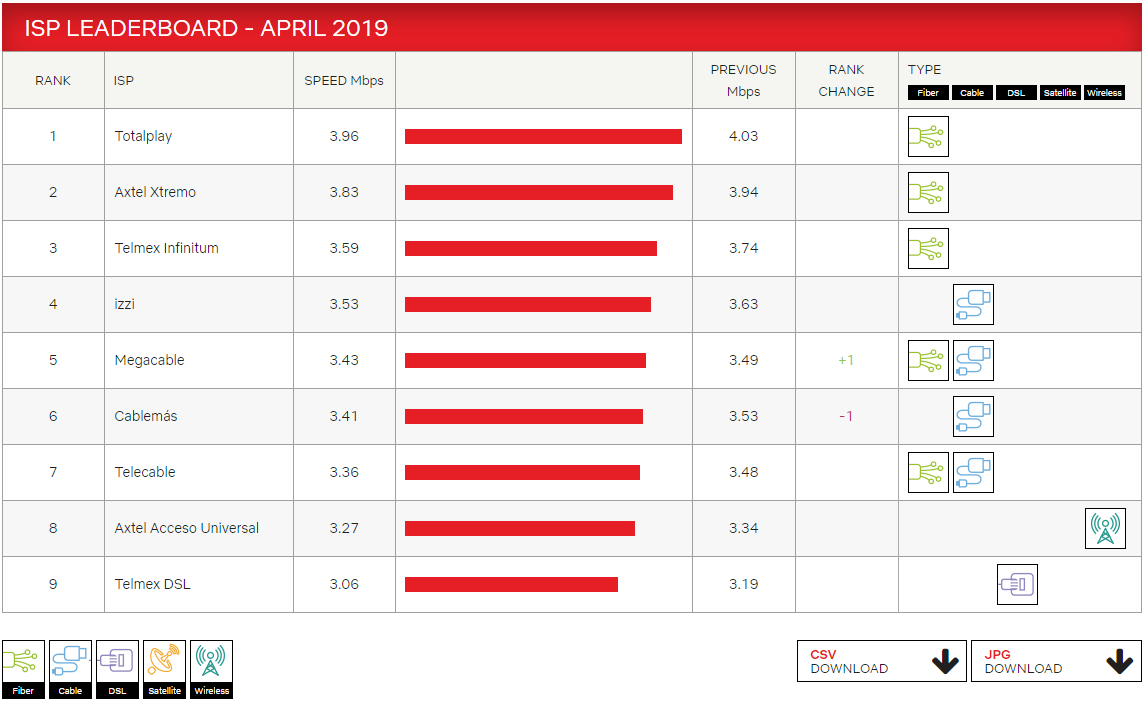 ISP LEADERBOARD - APRIL 2019
RANK ISP SPEED Mbps PREVIOUS Mbps RANK CHANGE TYPE
Fiber Cable DSL Satellite Wireless
1 Totalplay 3.96 4.03
2 Axtel Xtremo 3.83 3.94
3 Telmex Infinitum 3.59 3.74
4 izzi 3.53 3.63
5 Megacable 3.43 3.49 +1
6 Cablemás 3.41 3.53 -1
7 Telecable 3.36 3.48
8 Axtel Acceso Universal 3.27 3.34
9 Telmex DSL 3.06 3.19
Fiber Cable DSL Satellite Wireless
CSV DOWNLOAD
JPG DOWNLOAD